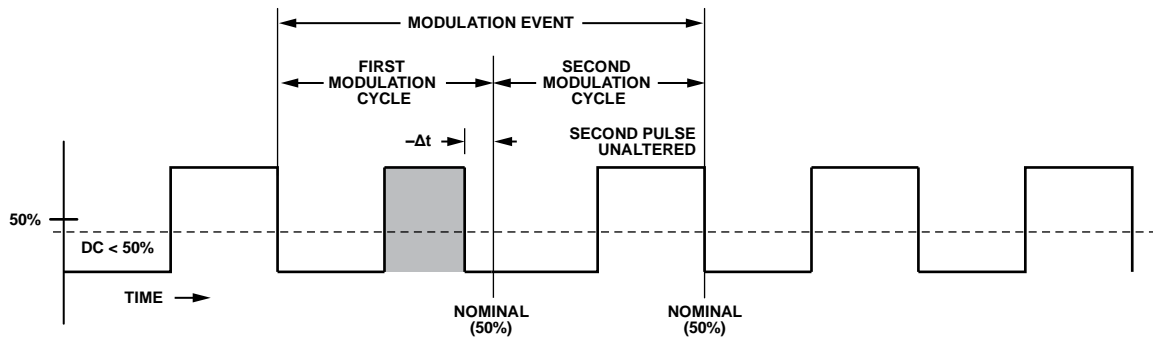 MODULATION EVENT
FIRST
MODULATION
CYCLE
SECOND
MODULATION
CYCLE
–Δt
SECOND PULSE
UNALTERED
50%
DC < 50%
TIME
NOMINAL
(50%)
NOMINAL
(50%)